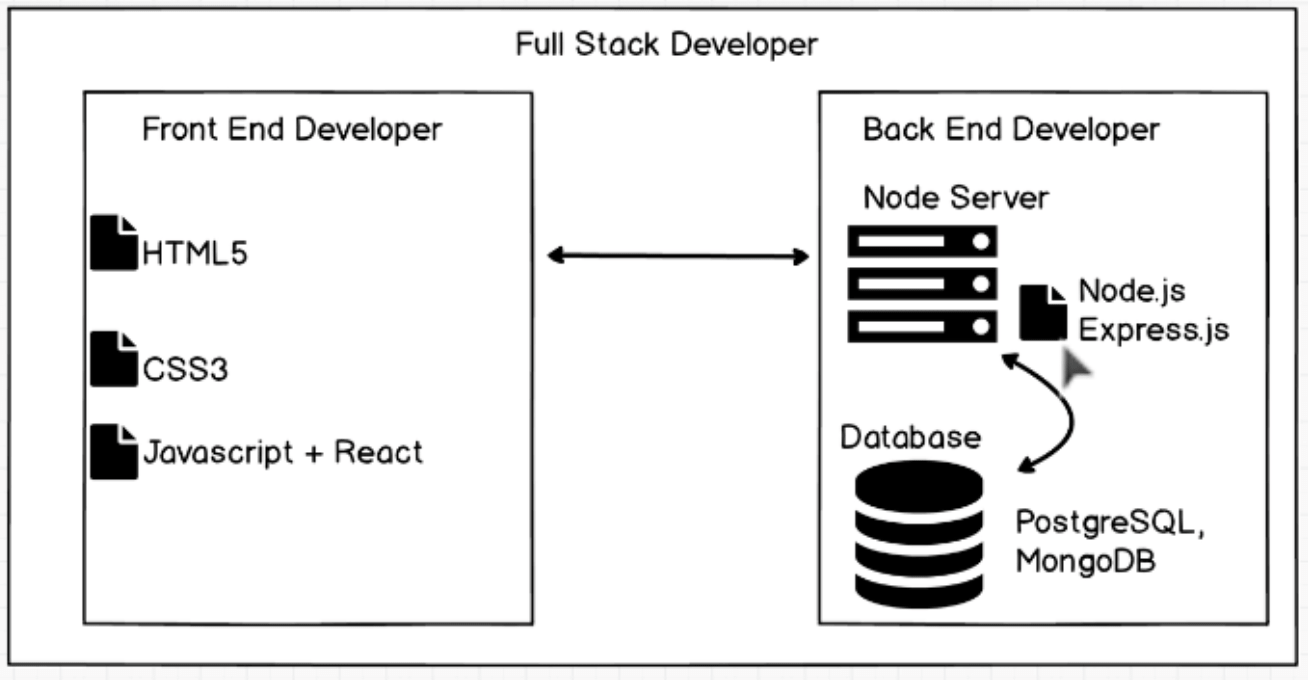 Full Stack Developer
Front End Developer
HTML5
CSS3
Javascript + React
Back End Developer
Node Server
Node.js
Express.js
Database
PostgreSQL,
MongoDB